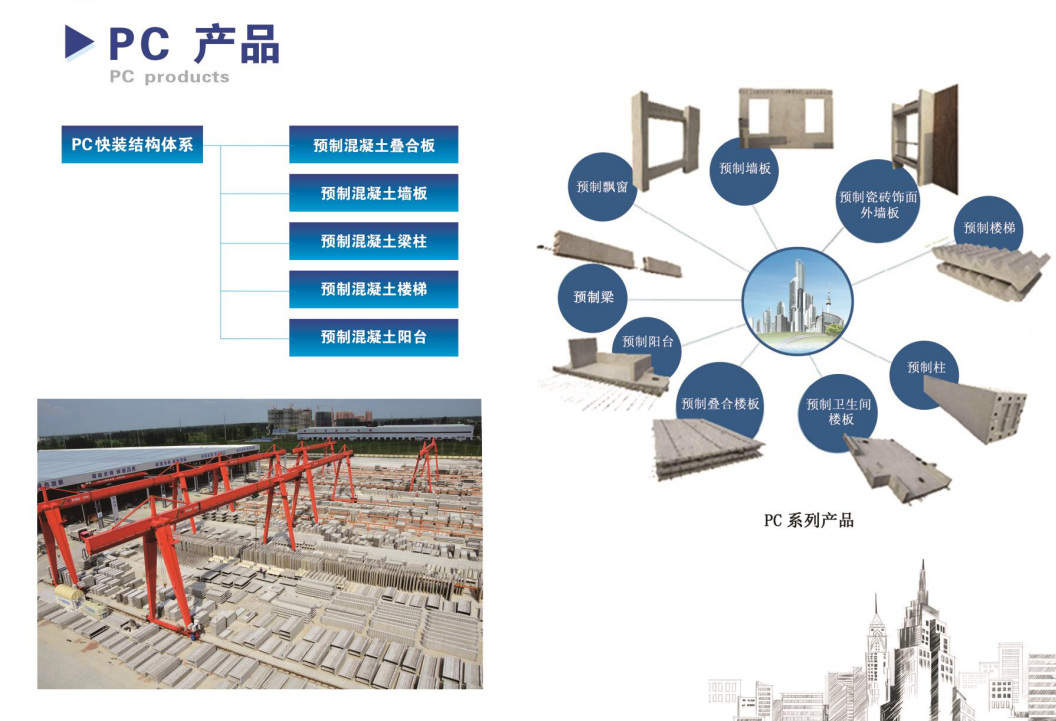 PC 产品
PC products
PC快装结构体系
预制混凝土叠合板
预制混凝土墙板
预制混凝土梁柱
预制混凝土楼梯
预制混凝土阳台
预制飘窗
预制墙板
预制瓷砖饰面
外墙板
预制楼梯
预制梁
预制阳台
预制叠合楼板
预制卫生间
楼板
预制柱
PC 系列产品